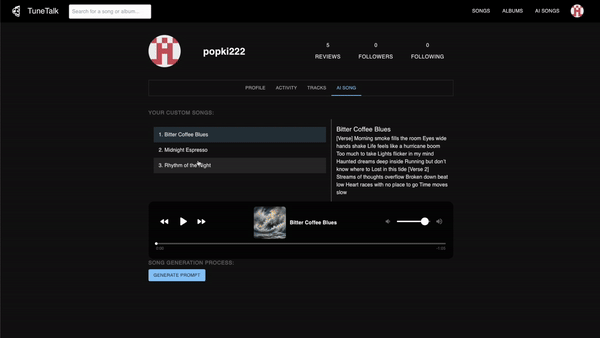 TuneTalk
Search for a song or album...
SONGS
ALBUMS
AI SONGS
popki222
5
REVIEWS
0
FOLLOWERS
0
FOLLOWING
PROFILE
ACTIVITY
TRACKS
AI SONG
YOUR CUSTOM SONGS:
1. Bitter Coffee Blues
2. Midnight Espresso
3. Rhythm of the Night
Bitter Coffee Blues
[Verse] Morning smoke fills the room Eyes wide
hands shake Life feels like a hurricane boom
Too much to take Lights flicker in my mind
Haunted dreams deep inside Running but don't
know where to Lost in this tide [Verse 2]
Streams of thoughts overflow Broken down beat
low Heart races with no place to go Time moves
slow
Bitter Coffee Blues
0:00
SONG GENERATION PROCESS:
GENERATE PROMPT